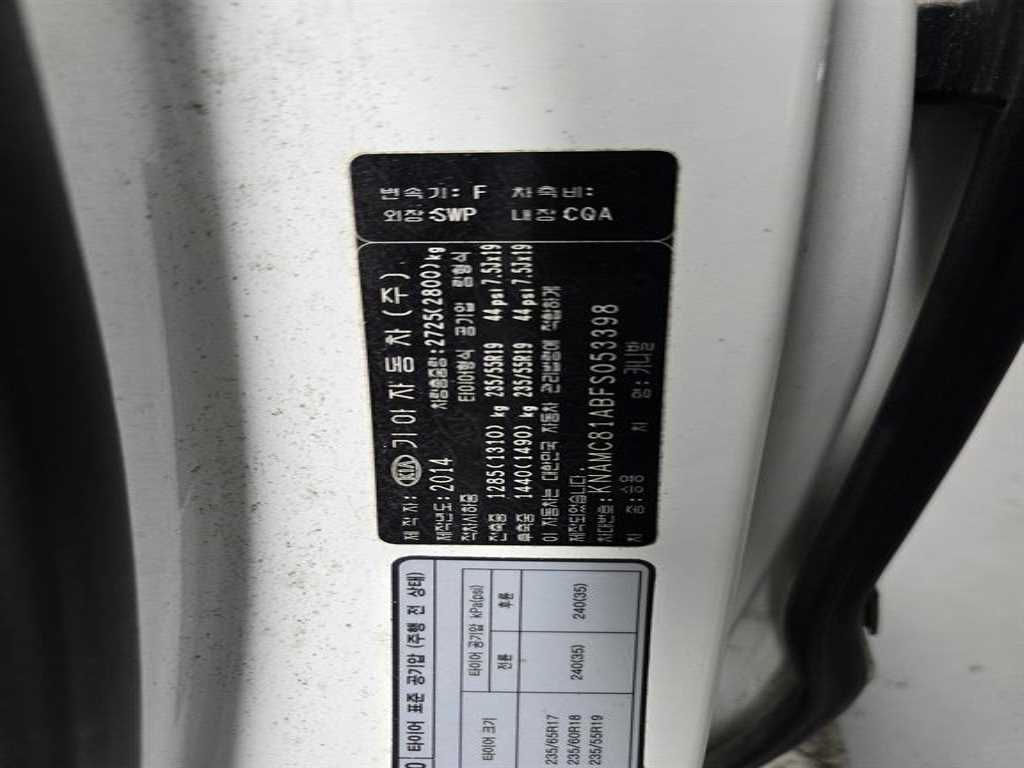 변속기: F 차축비:
외장:SWP 내장:CQA
제작자: KIA 기아자동차(주)
제작년도:2014 차량총중량:2725(2800)kg
적차시하중 타이어형식 공기압 림형식
전축하중 1285(1310) kg 235/55R19 44psi 7.5Jx19
후축하중 1440(1490) kg 235/55R19 44psi 7.5Jx19
이 자동차는 대한민국 자동차 관리법령에 적합하게
제작되었습니다.
차대번호:KNAMC81ABFS053398
차 종:승용 차 명:카니발
타이어 표준 공기압 (주행 전 상태)
타이어 크기 타이어 공기압 kPa(psi)
전륜 후륜
235/65R17
235/60R18 240(35) 240(35)
235/55R19